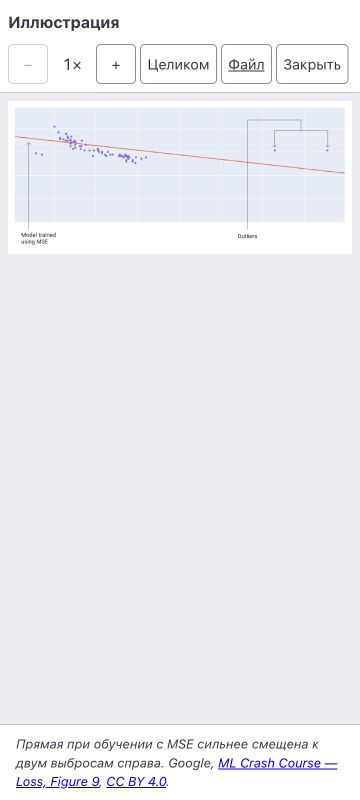 Иллюстрация
−
1×
+
Целиком
Файл
Закрыть
Model trained
using MSE
Outliers
Прямая при обучении с MSE сильнее смещена к
двум выбросам справа. Google, ML Crash Course —
Loss, Figure 9, CC BY 4.0.